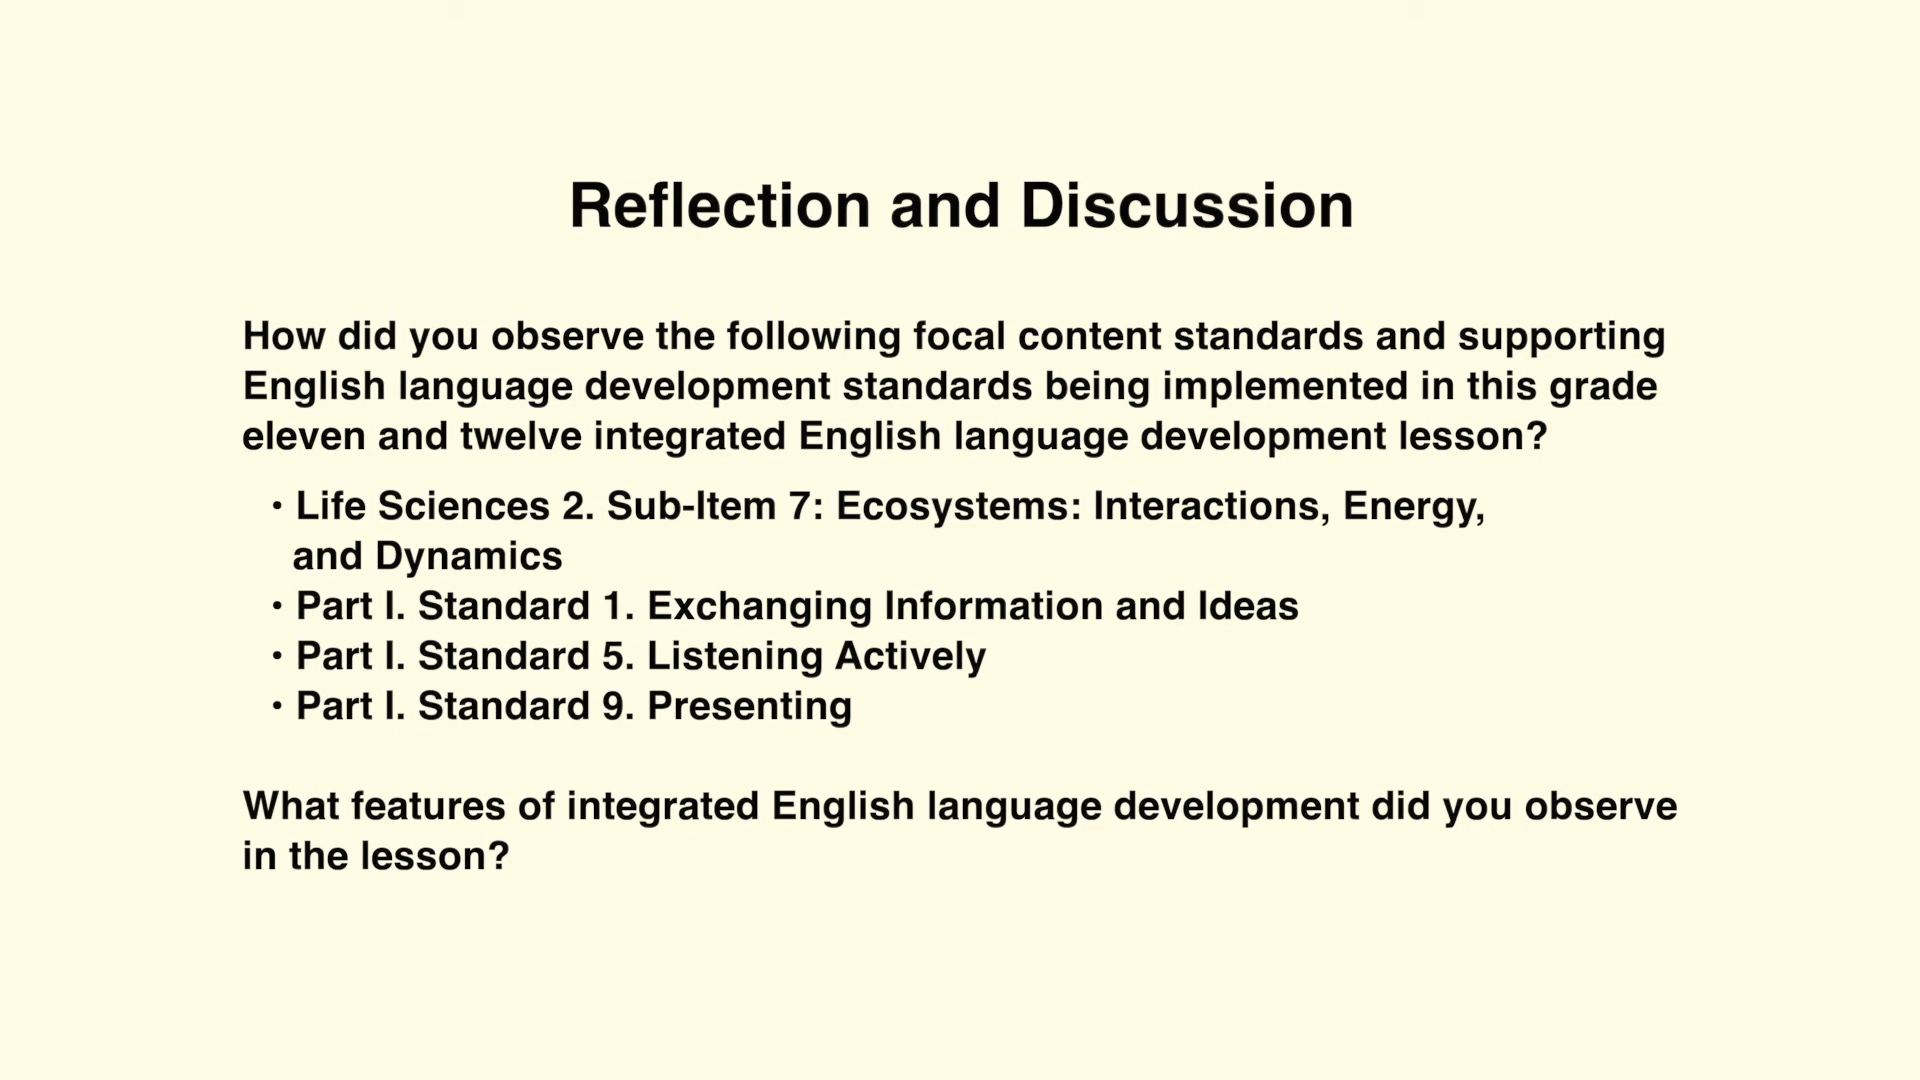 Reflection and Discussion
How did you observe the following focal content standards and supporting
English language development standards being implemented in this grade
eleven and twelve integrated English language development lesson?
• Life Sciences 2. Sub-Item 7: Ecosystems: Interactions, Energy,
and Dynamics
• Part I. Standard 1. Exchanging Information and Ideas
• Part I. Standard 5. Listening Actively
• Part I. Standard 9. Presenting
What features of integrated English language development did you observe
in the lesson?